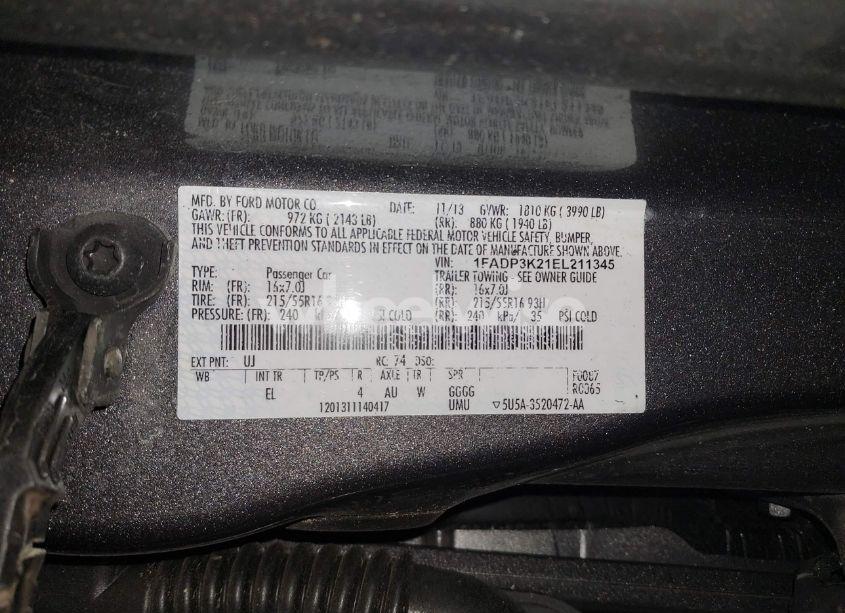 MFD. BY FORD MOTOR CO. DATE: 11/13 GVWR: 1810 KG ( 3990 LB)
GAWR: (FR): 972 KG ( 2143 LB) (RR): 880 KG ( 1940 LB)
THIS VEHICLE CONFORMS TO ALL APPLICABLE FEDERAL MOTOR VEHICLE SAFETY, BUMPER,
AND THEFT PREVENTION STANDARDS IN EFFECT ON THE DATE OF MANUFACTURE SHOWN ABOVE.
VIN: 1FADP3K21EL211345
TYPE: Passenger Car TRAILER TOWING - SEE OWNER GUIDE
RIM: (FR): 16x7.0J (RR): 16x7.0J
TIRE: (FR): 215/55R16 93H (RR): 215/55R16 93H
PRESSURE: (FR): 240 PSI COLD (RR): 240 kPa/ 35 PSI COLD
EXT PNT: UJ RC: 74 DSO:
WB INT TR TP/PS R AXLE TR SPR F0087
EL 4 AU W GGGG R0365
1201311140417 UMU ▽5U5A-3520472-AA